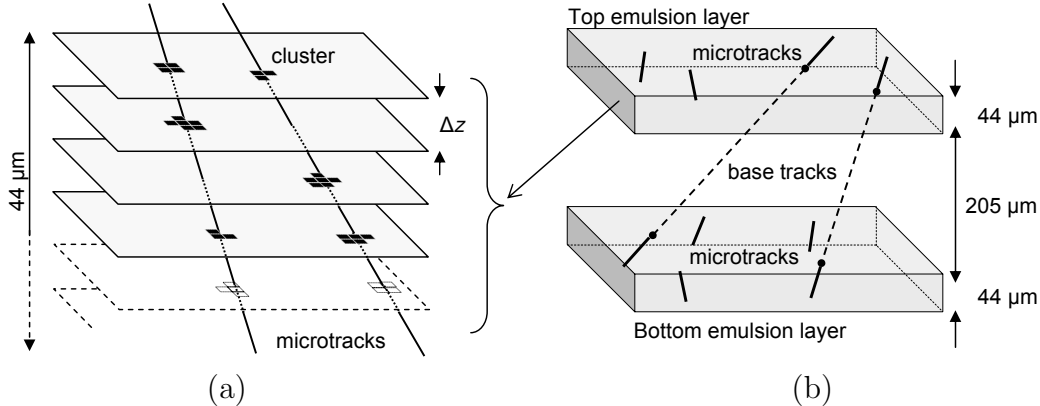 cluster
Δz
44 µm
microtracks
(a)
Top emulsion layer
microtracks
44 µm
base tracks
205 µm
microtracks
44 µm
Bottom emulsion layer
(b)